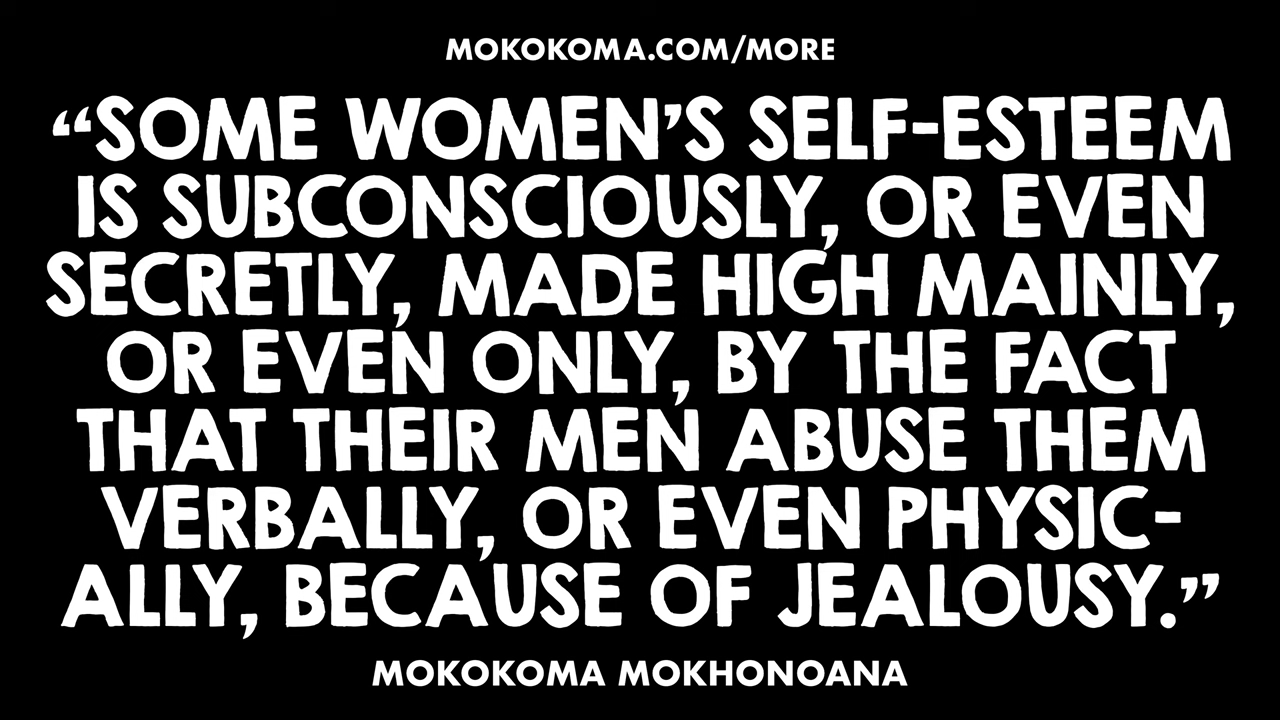 MOKOKOMA.COM/MORE
“SOME WOMEN’S SELF-ESTEEM
IS SUBCONSCIOUSLY, OR EVEN
SECRETLY, MADE HIGH MAINLY,
OR EVEN ONLY, BY THE FACT
THAT THEIR MEN ABUSE THEM
VERBALLY, OR EVEN PHYSIC-
ALLY, BECAUSE OF JEALOUSY.”
MOKOKOMA MOKHONOANA